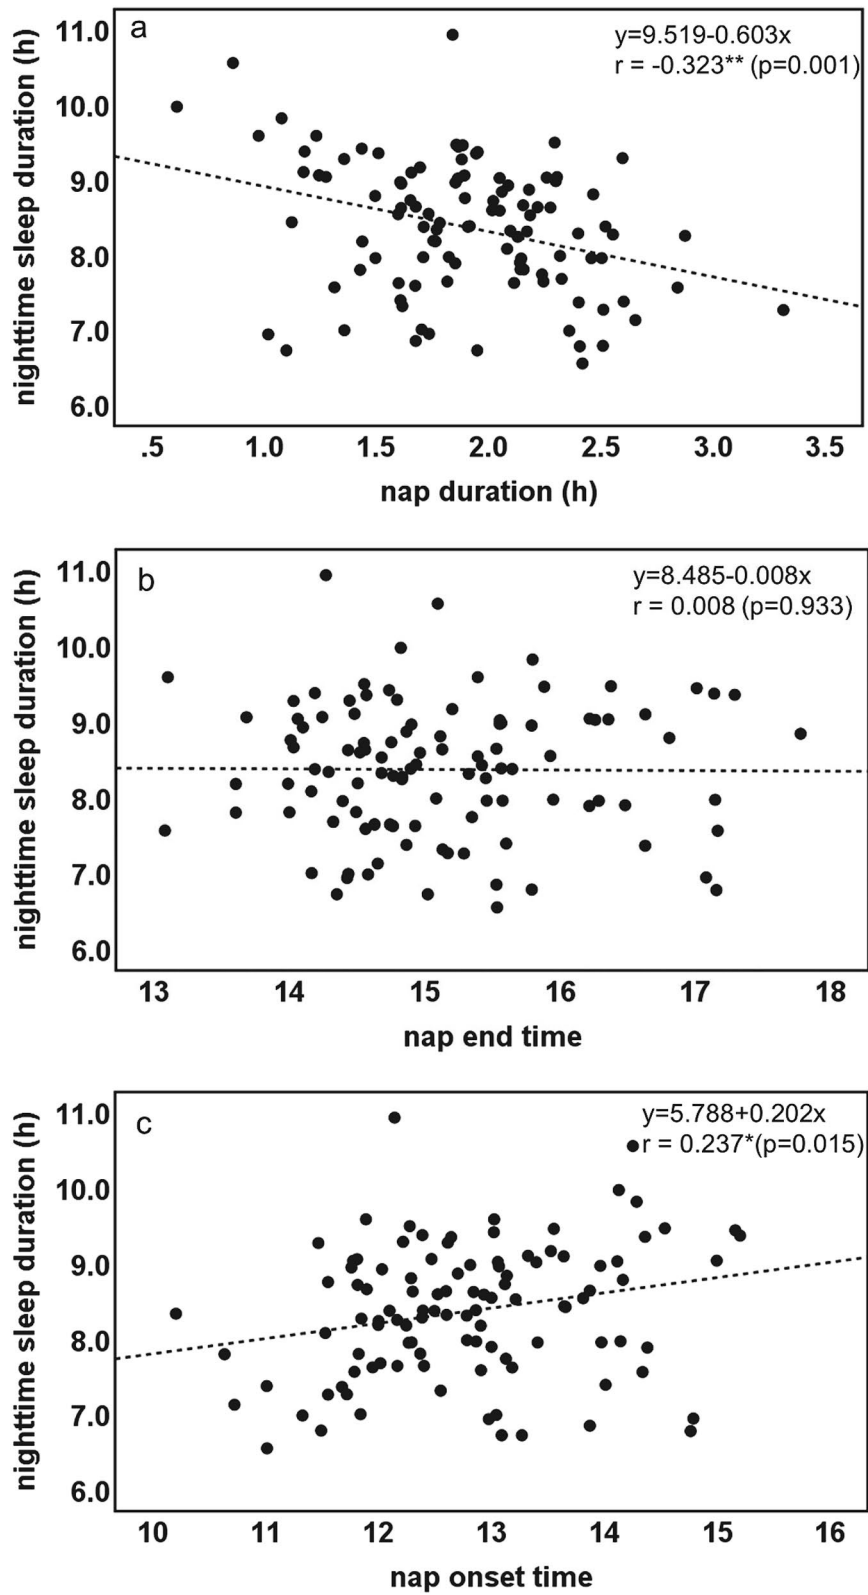 a
y=9.519-0.603x
r = -0.323** (p=0.001)
nighttime sleep duration (h)
11.0
10.0
9.0
8.0
7.0
6.0
.5 1.0 1.5 2.0 2.5 3.0 3.5
nap duration (h)
b
y=8.485-0.008x
r = 0.008 (p=0.933)
nighttime sleep duration (h)
11.0
10.0
9.0
8.0
7.0
6.0
13 14 15 16 17 18
nap end time
c
y=5.788+0.202x
r = 0.237*(p=0.015)
nighttime sleep duration (h)
11.0
10.0
9.0
8.0
7.0
6.0
10 11 12 13 14 15 16
nap onset time